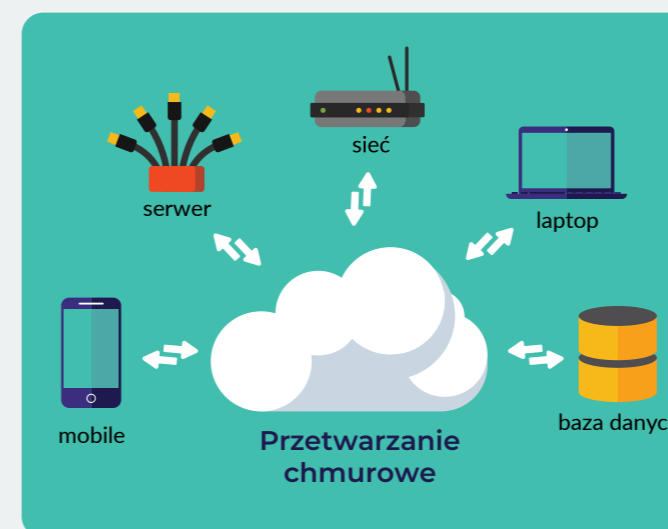 sieć
serwer
laptop
mobile
baza danyc
Przetwarzanie
chmurowe